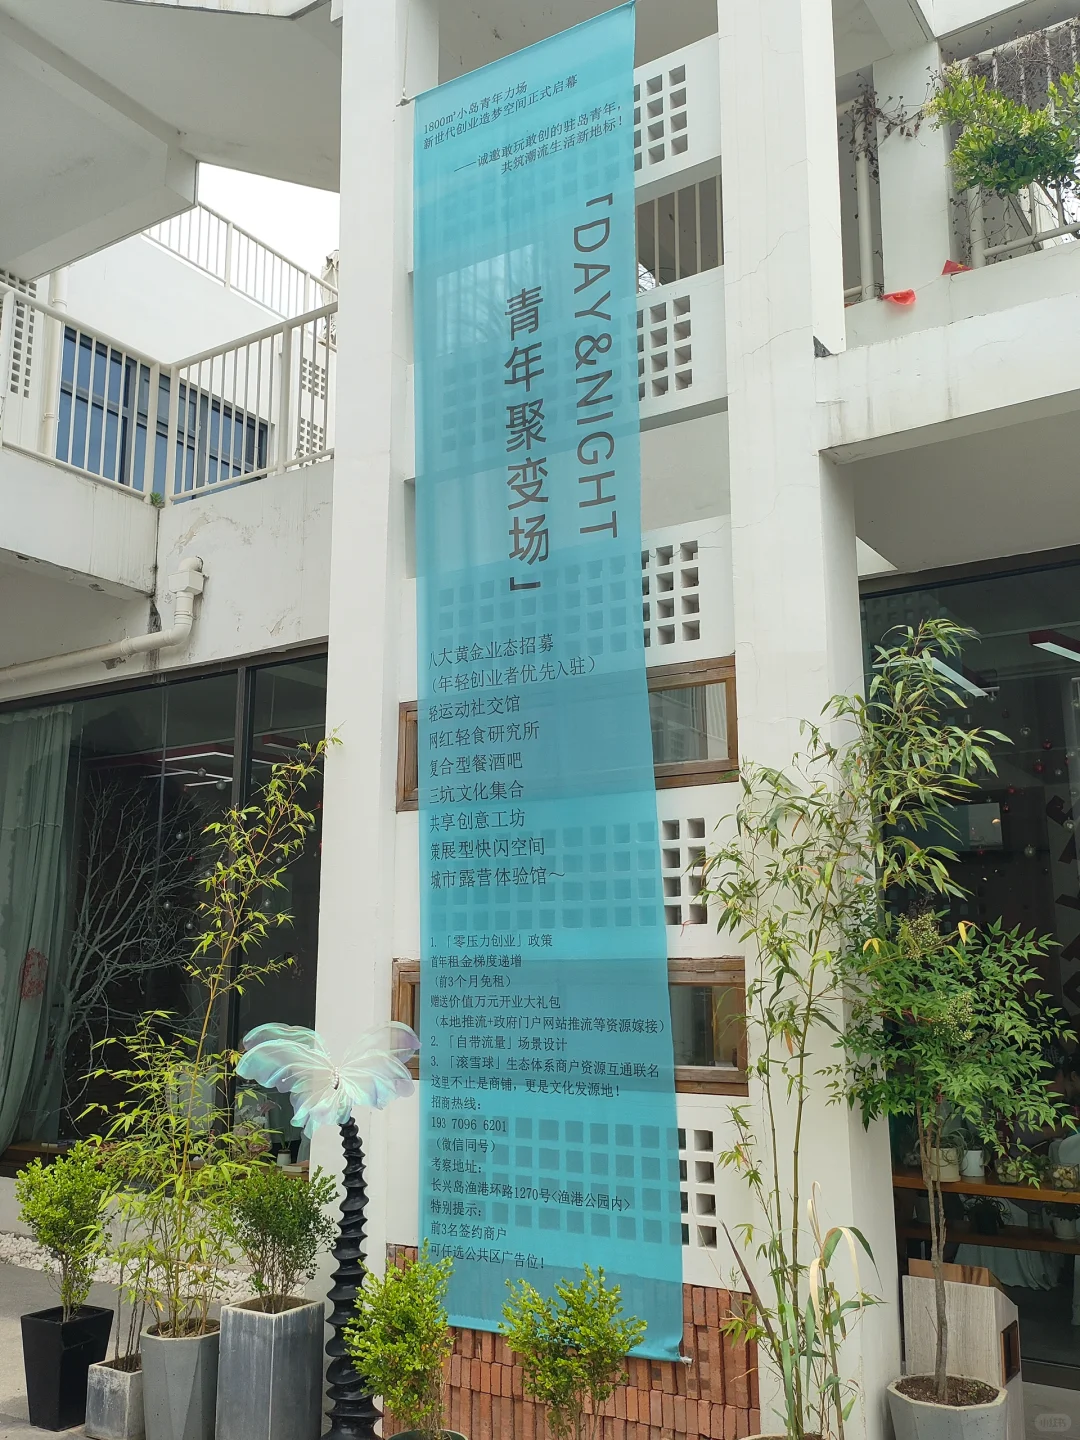 1800㎡小岛青年力场
新世代创业造梦空间正式启幕
——诚邀敢玩敢创的驻岛青年，
共筑潮流生活新地标！
「DAY&NIGHT
青年聚变场」
八大黄金业态招募
（年轻创业者优先入驻）
轻运动社交馆
网红轻食研究所
复合型餐酒吧
三坑文化集合
共享创意工坊
策展型快闪空间
城市露营体验馆～
1.「零压力创业」政策
首年租金梯度递增
（前3个月免租）
赠送价值万元开业大礼包
（本地推流+政府门户网站推流等资源嫁接）
2.「自带流量」场景设计
3.「滚雪球」生态体系商户资源互通联名
这里不止是商铺，更是文化发源地！
招商热线：
193 7096 6201
（微信同号）
考察地址：
长兴岛渔港环路1270号<渔港公园内>
特别提示：
前3名签约商户
可任选公共区广告位！
小红书